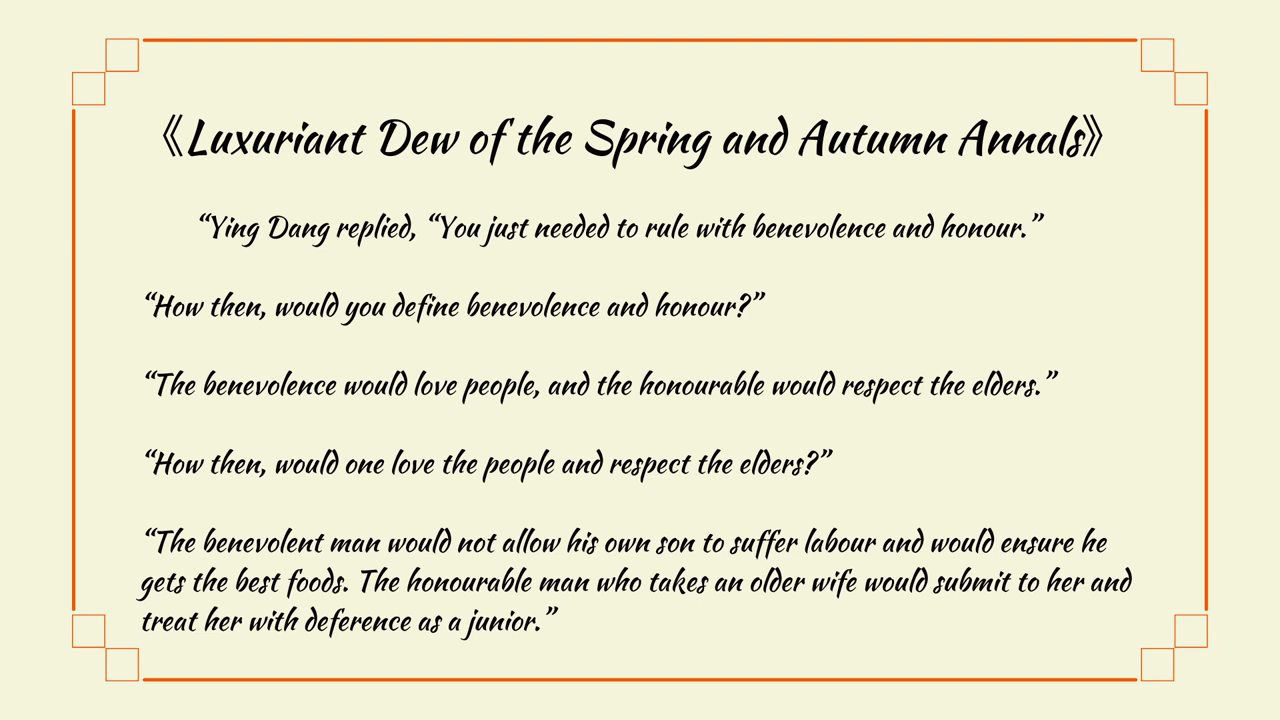 《Luxuriant Dew of the Spring and Autumn Annals》
“Ying Dang replied, “You just needed to rule with benevolence and honour.”
“How then, would you define benevolence and honour?”
“The benevolence would love people, and the honourable would respect the elders.”
“How then, would one love the people and respect the elders?”
“The benevolent man would not allow his own son to suffer labour and would ensure he
gets the best foods. The honourable man who takes an older wife would submit to her and
treat her with deference as a junior.”